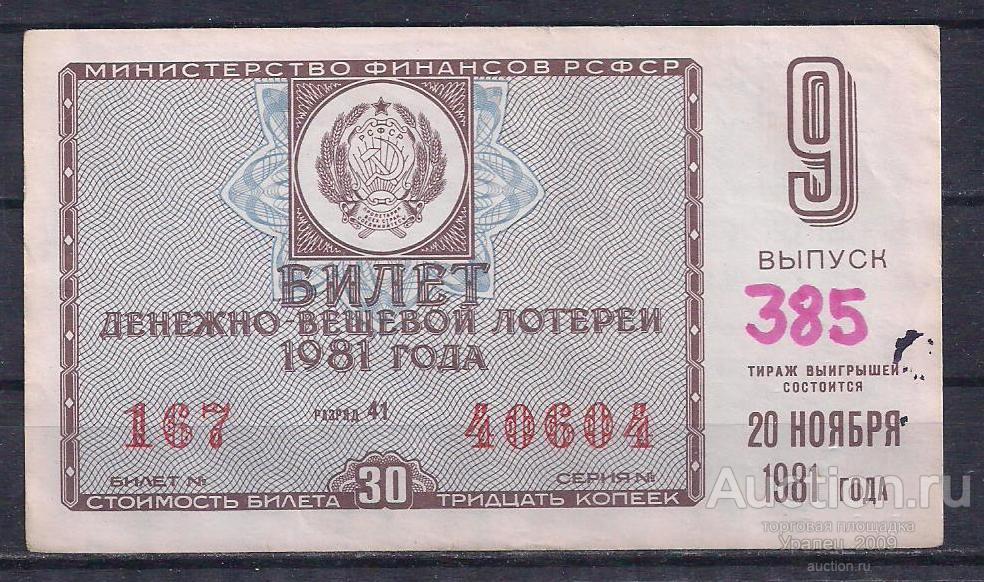 МИНИСТЕРСТВО ФИНАНСОВ РСФСР
РСФСР
БИЛЕТ
ДЕНЕЖНО-ВЕЩЕВОЙ ЛОТЕРЕИ
1981 ГОДА
167 РАЗРЯД 41 40604
БИЛЕТ № СЕРИЯ №
СТОИМОСТЬ БИЛЕТА 30 ТРИДЦАТЬ КОПЕЕК
9
ВЫПУСК
385
ТИРАЖ ВЫИГРЫШЕЙ
СОСТОИТСЯ
20 НОЯБРЯ
1981 ГОДА
Auction.ru
торговая площадка
Уралец_2009
auction.ru